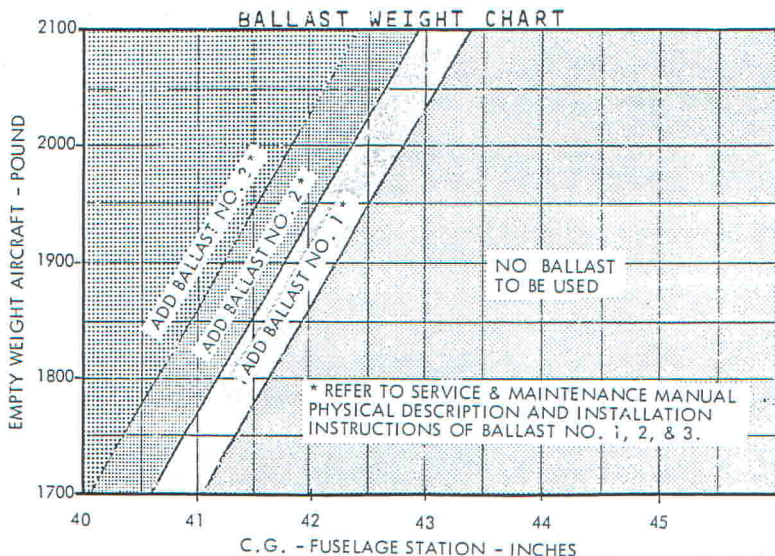 BALLAST WEIGHT CHART
EMPTY WEIGHT AIRCRAFT - POUND
2100
2000
1900
1800
1700
ADD BALLAST NO. 3 *
ADD BALLAST NO. 2 *
ADD BALLAST NO. 1 *
NO BALLAST
TO BE USED
* REFER TO SERVICE & MAINTENANCE MANUAL
PHYSICAL DESCRIPTION AND INSTALLATION
INSTRUCTIONS OF BALLAST NO. 1, 2, & 3.
40 41 42 43 44 45
C.G. - FUSELAGE STATION - INCHES